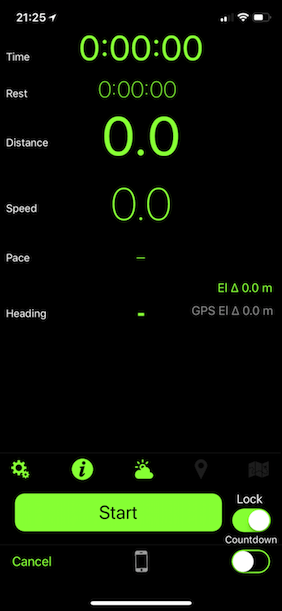 21:25
Time 0:00:00
Rest 0:00:00
Distance 0.0
Speed 0.0
Pace –
El Δ 0.0 m
Heading - GPS El Δ 0.0 m
Start
Lock
Countdown
Cancel